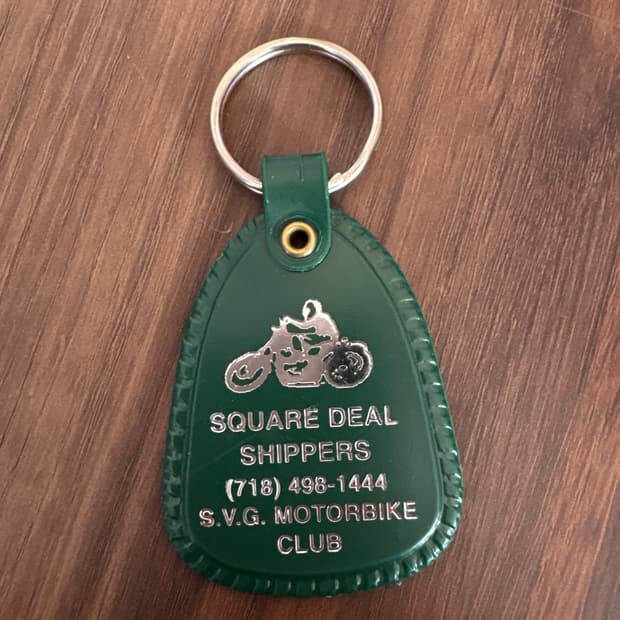 SQUARE DEAL
SHIPPERS
(718) 498-1444
S.V.G. MOTORBIKE
CLUB